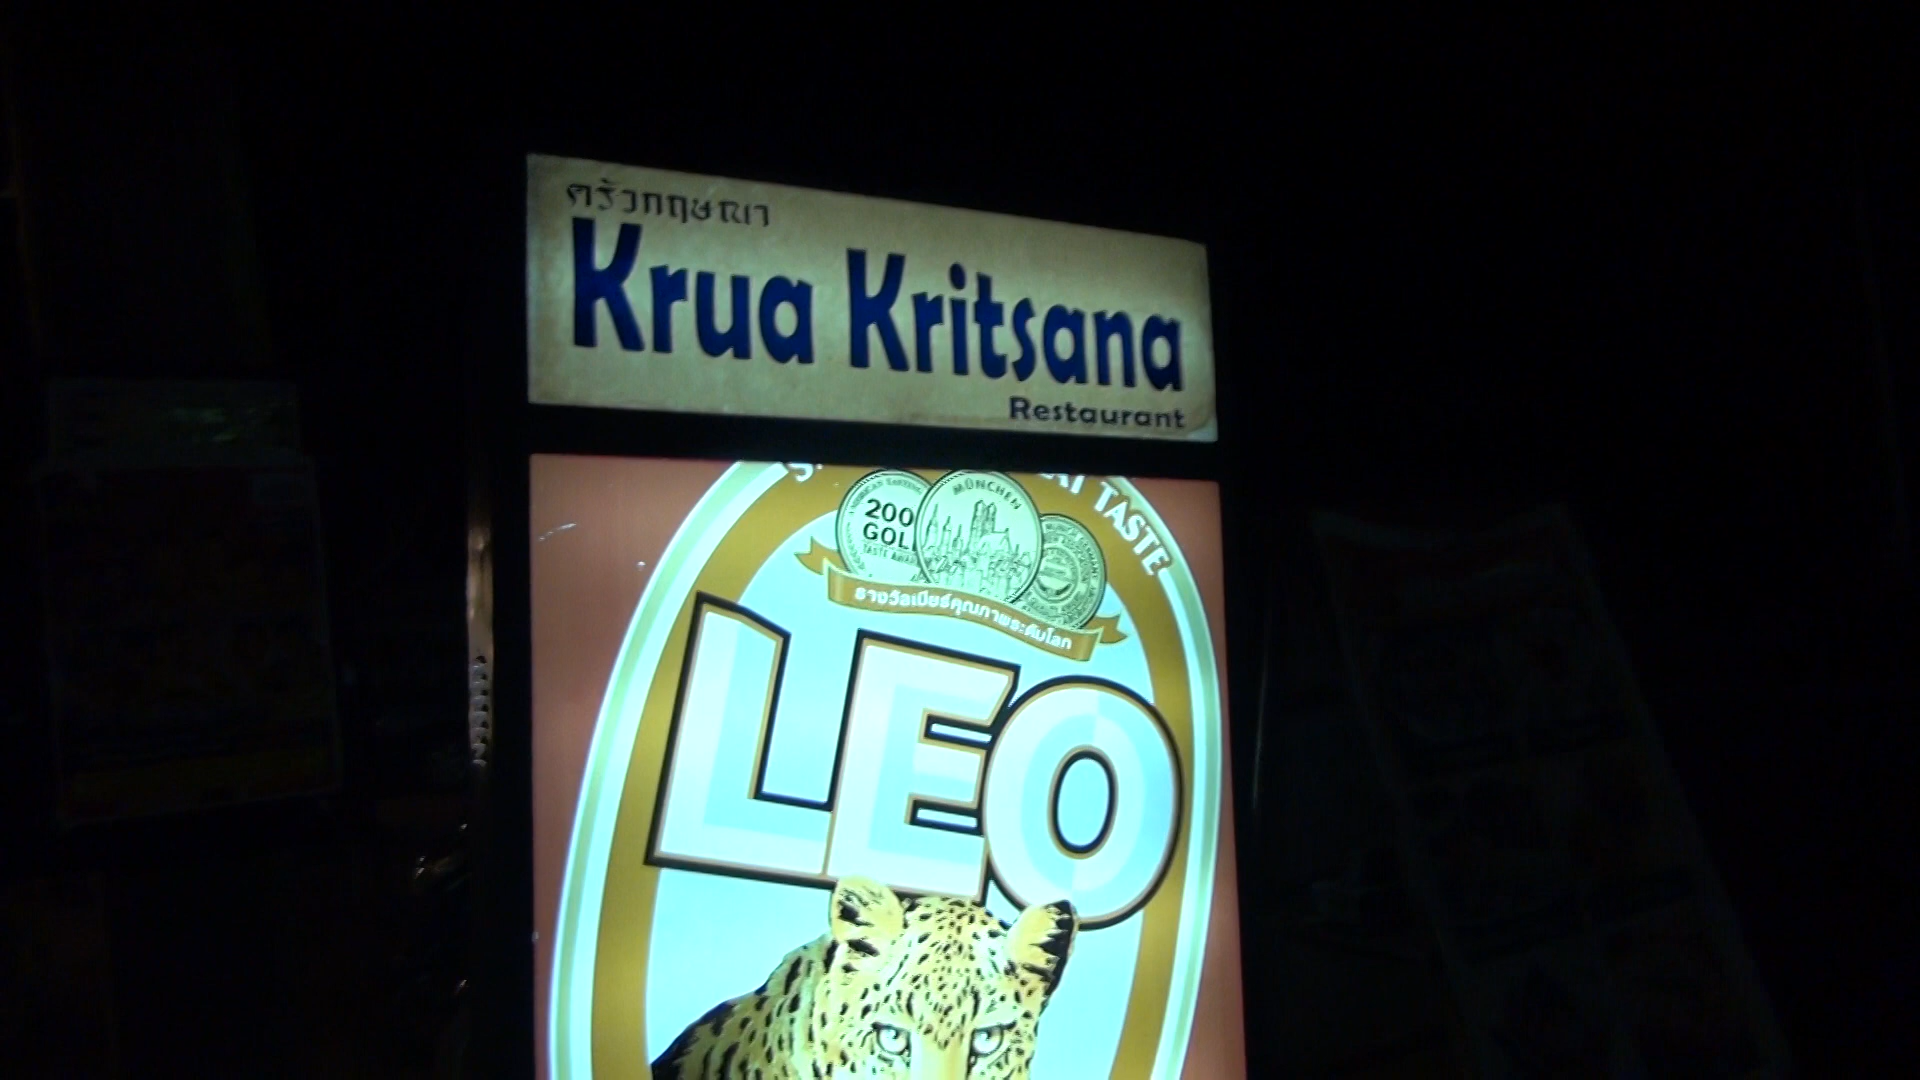 ครัวกฤษณา
Krua Kritsana
Restaurant
TASTE
200
GOL
TASTE
MÜNCHEN
รางวัลเบียร์คุณภาพระดับโลก
LEO